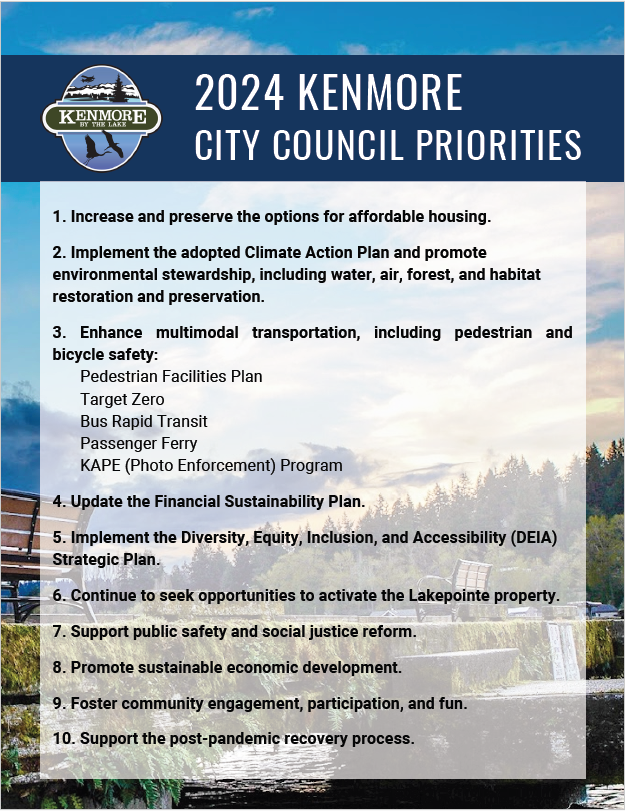 2024 KENMORE
CITY COUNCIL PRIORITIES
KENMORE
BY THE LAKE
1. Increase and preserve the options for affordable housing.
2. Implement the adopted Climate Action Plan and promote
environmental stewardship, including water, air, forest, and habitat
restoration and preservation.
3. Enhance multimodal transportation, including pedestrian and
bicycle safety:
Pedestrian Facilities Plan
Target Zero
Bus Rapid Transit
Passenger Ferry
KAPE (Photo Enforcement) Program
4. Update the Financial Sustainability Plan.
5. Implement the Diversity, Equity, Inclusion, and Accessibility (DEIA)
Strategic Plan.
6. Continue to seek opportunities to activate the Lakepointe property.
7. Support public safety and social justice reform.
8. Promote sustainable economic development.
9. Foster community engagement, participation, and fun.
10. Support the post-pandemic recovery process.